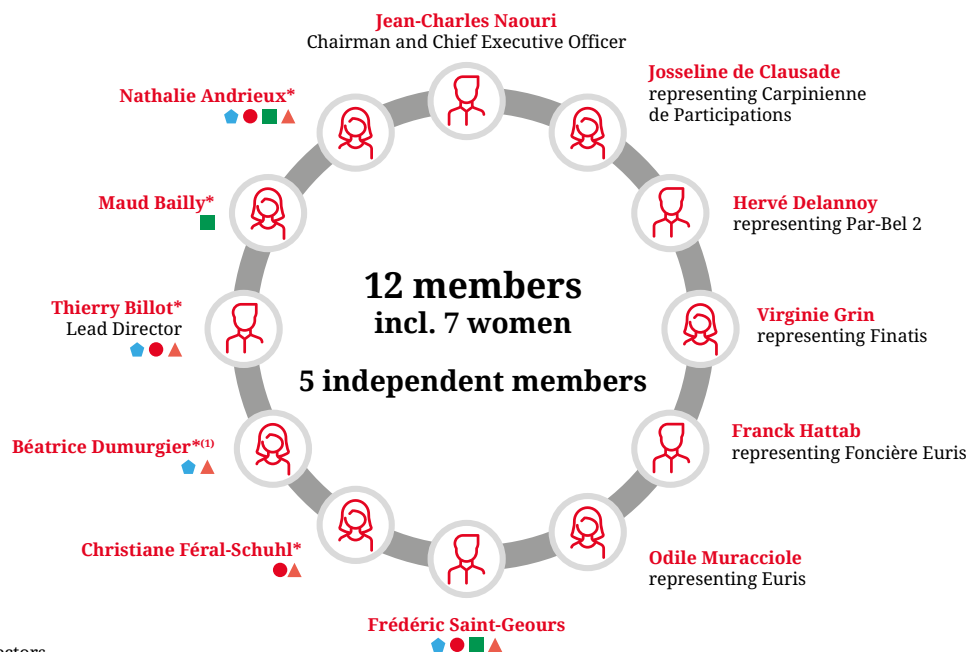 Jean-Charles Naouri
Chairman and Chief Executive Officer
Josseline de Clausade
representing Carpinienne
de Participations
Hervé Delannoy
representing Par-Bel 2
Virginie Grin
representing Finatis
Franck Hattab
representing Foncière Euris
Odile Muracciole
representing Euris
Frédéric Saint-Geours
Christiane Féral-Schuhl*
Béatrice Dumurgier*(1)
Thierry Billot*
Lead Director
Maud Bailly*
Nathalie Andrieux*
12 members
incl. 7 women
5 independent members